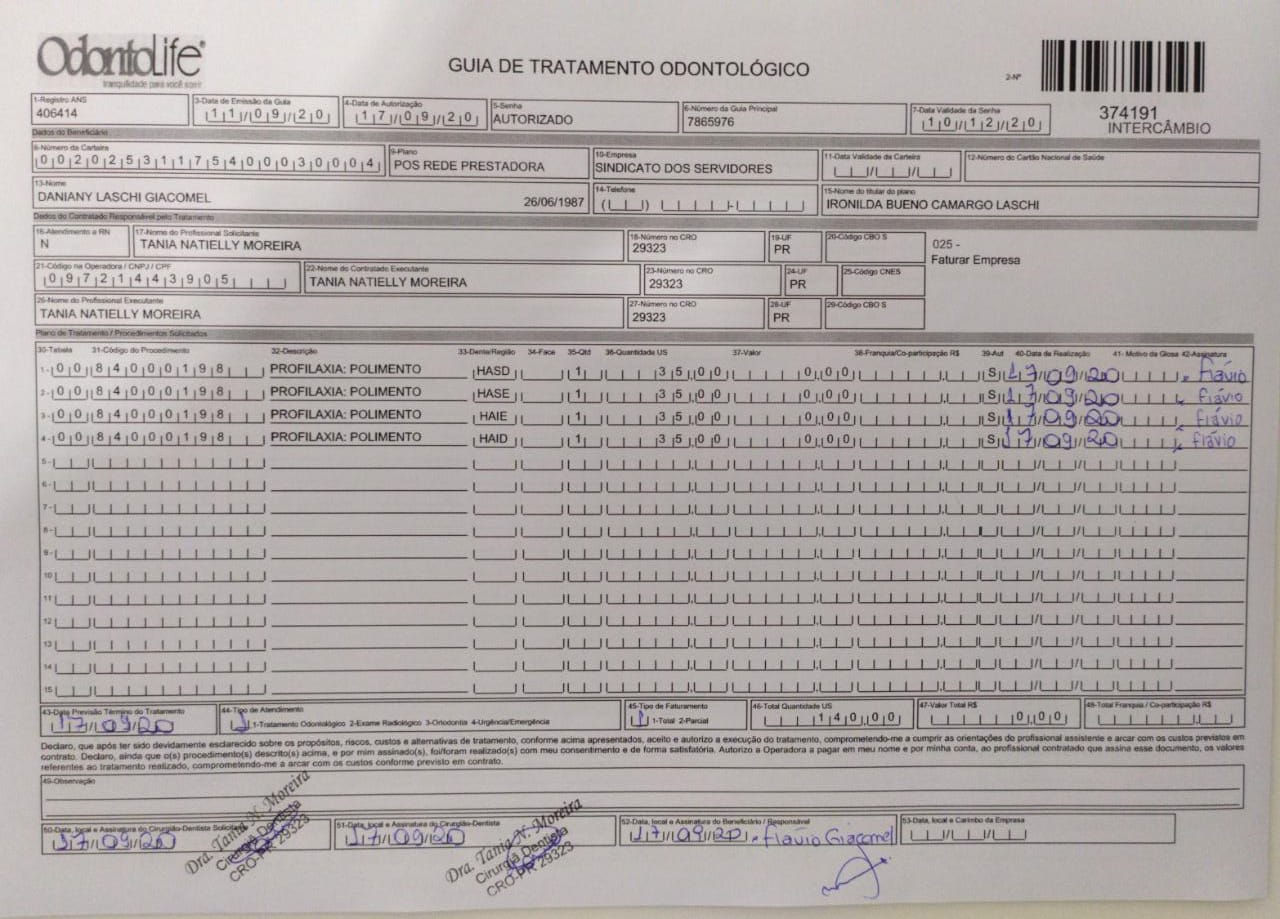 OdontoLife
tranquilidade para você sorrir
GUIA DE TRATAMENTO ODONTOLÓGICO
2-Nº
374191
INTERCÂMBIO
1-Registro ANS 3-Data de Emissão da Guia 4-Data de Autorização 5-Senha 6-Número da Guia Principal 7-Data Validade da Senha
406414 11/09/20 17/09/20 AUTORIZADO 7865976 10/12/20
Dados do Beneficiário
8-Número da Carteira 9-Plano 10-Empresa 11-Data Validade da Carteira 12-Número do Cartão Nacional de Saúde
00202531175400030004 POS REDE PRESTADORA SINDICATO DOS SERVIDORES
13-Nome 14-Telefone 15-Nome do titular do plano
DANIANY LASCHI GIACOMEL 26/06/1987 IRONILDA BUENO CAMARGO LASCHI
Dados do Contratado Responsável pelo Tratamento
16-Atendimento a RN 17-Nome do Profissional Solicitante 18-Número no CRO 19-UF 20-Código CBO S
N TANIA NATIELLY MOREIRA 29323 PR
025 -
Faturar Empresa
21-Código na Operadora / CNPJ / CPF 22-Nome do Contratado Executante 23-Número no CRO 24-UF 25-Código CNES
09721443905 TANIA NATIELLY MOREIRA 29323 PR
26-Nome do Profissional Executante 27-Número no CRO 28-UF 29-Código CBO S
TANIA NATIELLY MOREIRA 29323 PR
Plano de Tratamento / Procedimentos Solicitados
30-Tabela 31-Código do Procedimento 32-Descrição 33-Dente/Região 34-Face 35-Qtd 36-Quantidade US 37-Valor 38-Franquia/Co-participação R$ 39-Aut 40-Data de Realização 41- Motivo da Glosa 42-Assinatura
1- 00 84000198 PROFILAXIA: POLIMENTO HASD 1 35,00 0,00 S 17/09/20 Flávio
2- 00 84000198 PROFILAXIA: POLIMENTO HASE 1 35,00 0,00 S 17/09/20 Flávio
3- 00 84000198 PROFILAXIA: POLIMENTO HAIE 1 35,00 0,00 S 17/09/20 Flávio
4- 00 84000198 PROFILAXIA: POLIMENTO HAID 1 35,00 0,00 S 17/09/20 Flávio
5-
6-
7-
8-
9-
10
11
12
13
14
15
43-Data Previsão Término do Tratamento 44-Tipo de Atendimento 45-Tipo de Faturamento 46-Total Quantidade US 47-Valor Total R$ 48-Total Franquia / Co-participação R$
17/09/20 1 1-Tratamento Odontológico 2-Exame Radiológico 3-Ortodontia 4-Urgência/Emergência 1 1-Total 2-Parcial 140,00 0,00
Declaro, que após ter sido devidamente esclarecido sobre os propósitos, riscos, custos e alternativas de tratamento, conforme acima apresentados, aceito e autorizo a execução do tratamento, comprometendo-me a cumprir as orientações do profissional assistente e arcar com os custos previstos em
contrato. Declaro, ainda que o(s) procedimento(s) descrito(s) acima, e por mim assinado(s), foi/foram realizado(s) com meu consentimento e de forma satisfatória. Autorizo a Operadora a pagar em meu nome e por minha conta, ao profissional contratado que assina esse documento, os valores
referentes ao tratamento realizado, comprometendo-me a arcar com os custos conforme previsto em contrato.
49-Observação
50-Data, local e Assinatura do Cirurgião-Dentista Solicitante 51-Data, local e Assinatura do Cirurgião-Dentista 52-Data, local e Assinatura do Beneficiário / Responsável 53-Data, local e Carimbo da Empresa
17/09/20 17/09/20 17/09/20 Flávio Giacomel
Dra. Tania N. Moreira
Cirurgiã Dentista
CRO-PR 29323
Dra. Tania N. Moreira
Cirurgiã Dentista
CRO-PR 29323